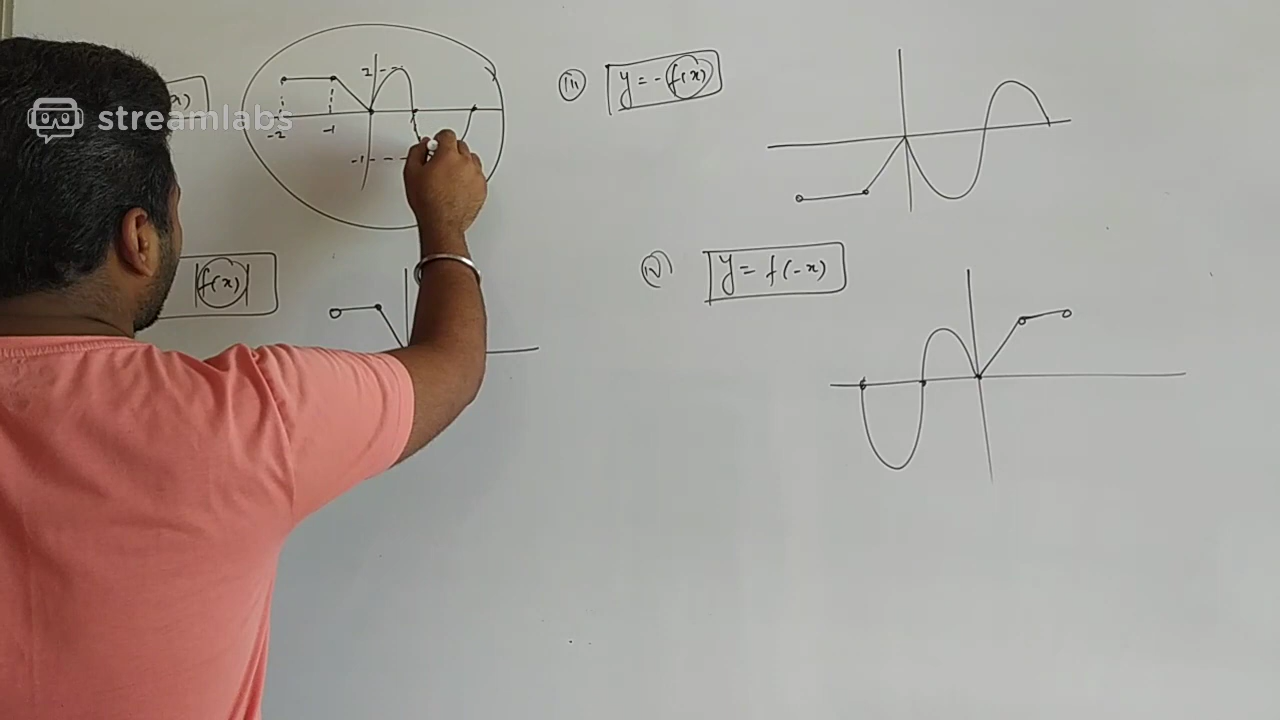 streamlabs
x)
2
-2
-1
-1
(iii) y = -f(x)
|f(x)|
(iv) y = f(-x)